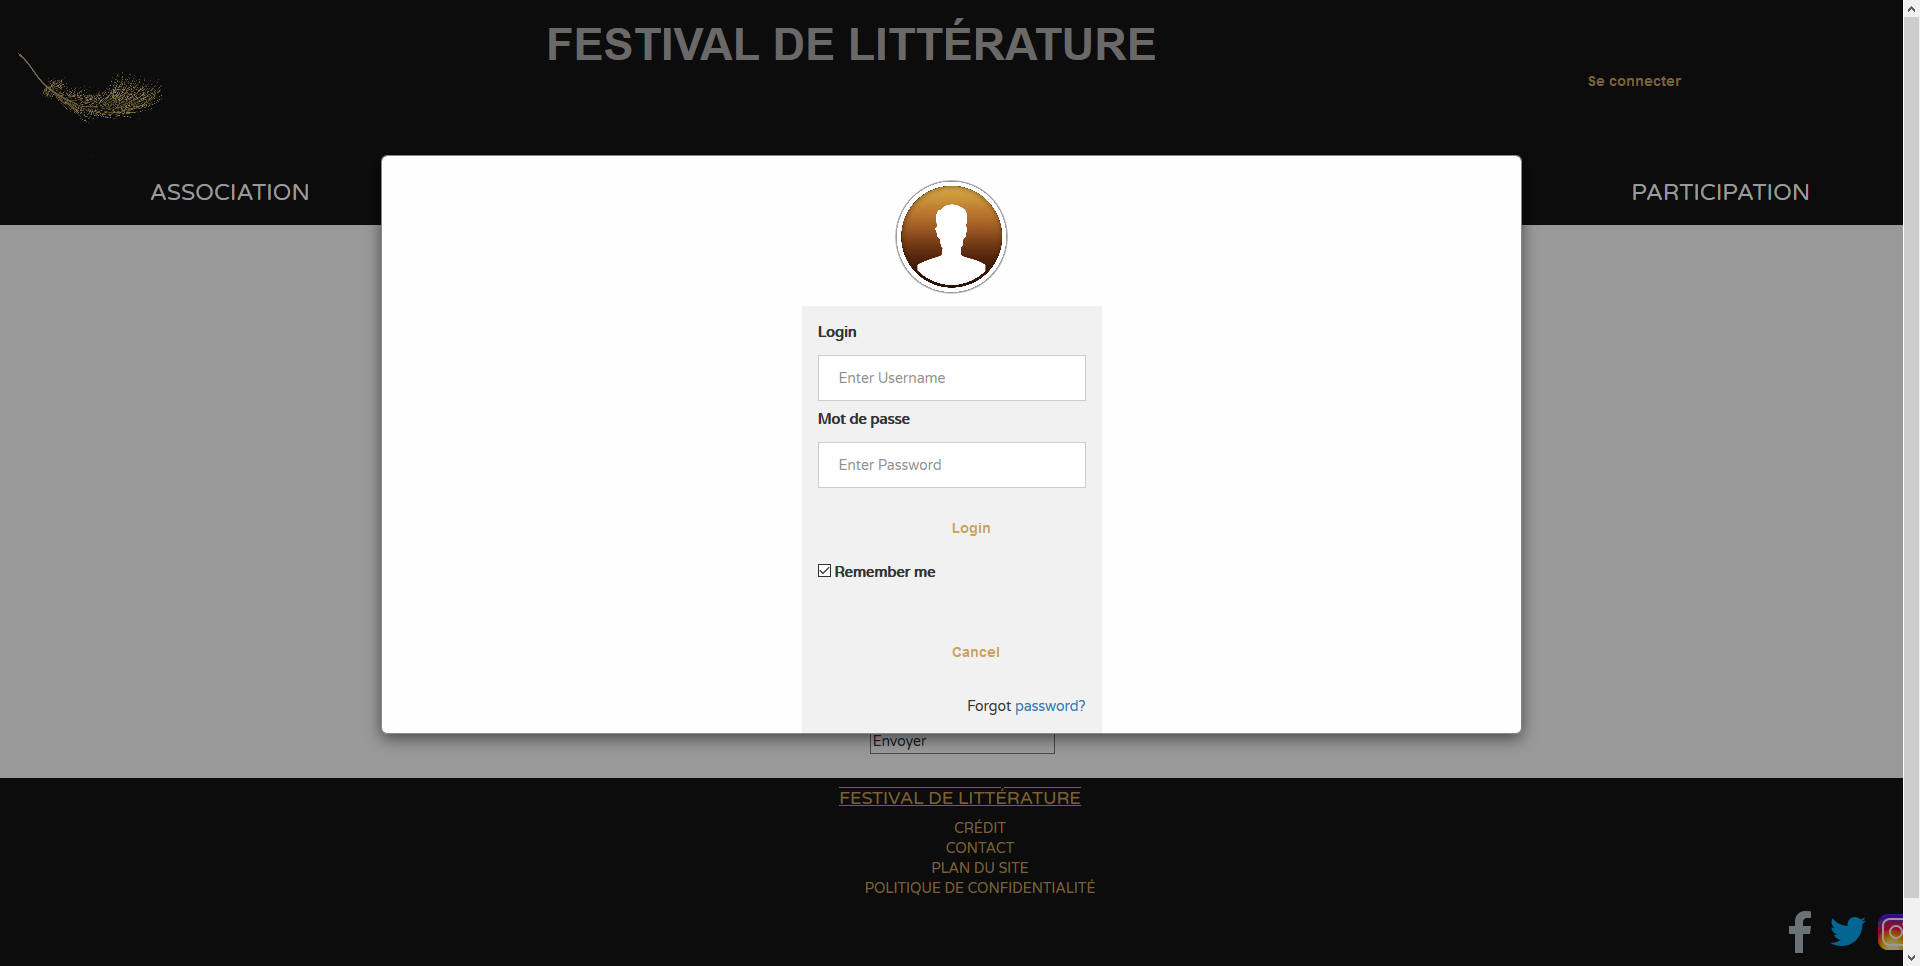 FESTIVAL DE LITTÉRATURE
Se connecter
ASSOCIATION
PARTICIPATION
Login
Enter Username
Mot de passe
Enter Password
Login
Remember me
Cancel
Forgot password?
Envoyer
FESTIVAL DE LITTÉRATURE
CRÉDIT
CONTACT
PLAN DU SITE
POLITIQUE DE CONFIDENTIALITÉ